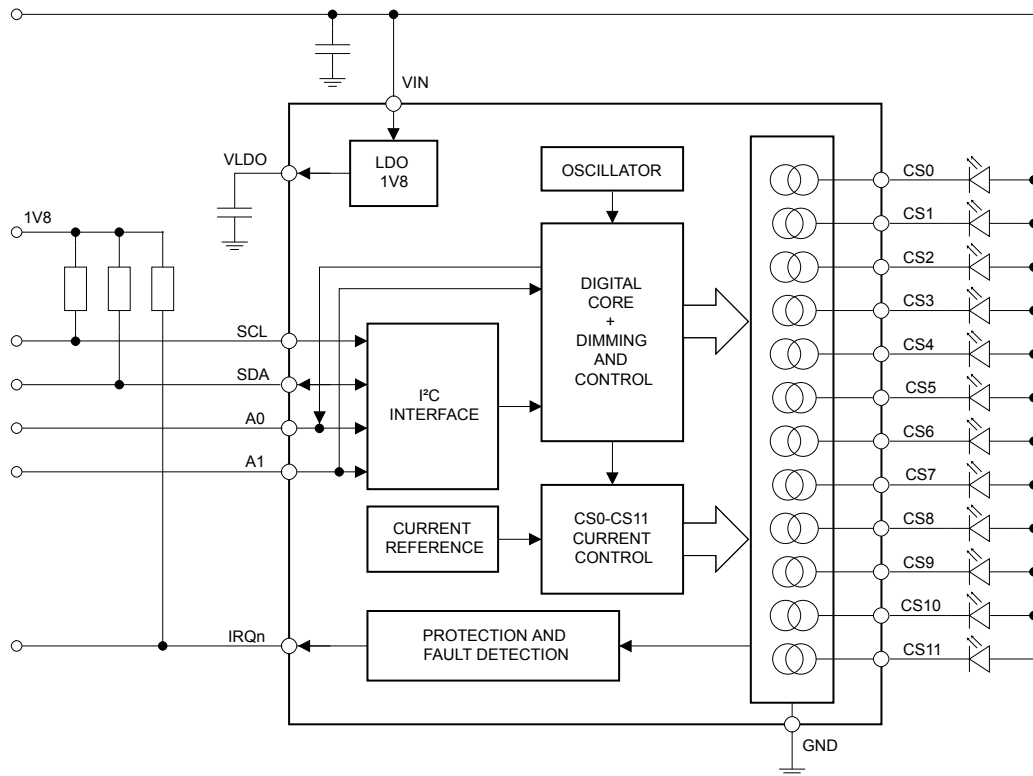 VIN
VLDO
LDO
1V8
OSCILLATOR
1V8
DIGITAL
CORE
+
DIMMING
AND
CONTROL
SCL
SDA
A0
A1
I²C
INTERFACE
CURRENT
REFERENCE
CS0-CS11
CURRENT
CONTROL
IRQn
PROTECTION AND
FAULT DETECTION
CS0
CS1
CS2
CS3
CS4
CS5
CS6
CS7
CS8
CS9
CS10
CS11
GND